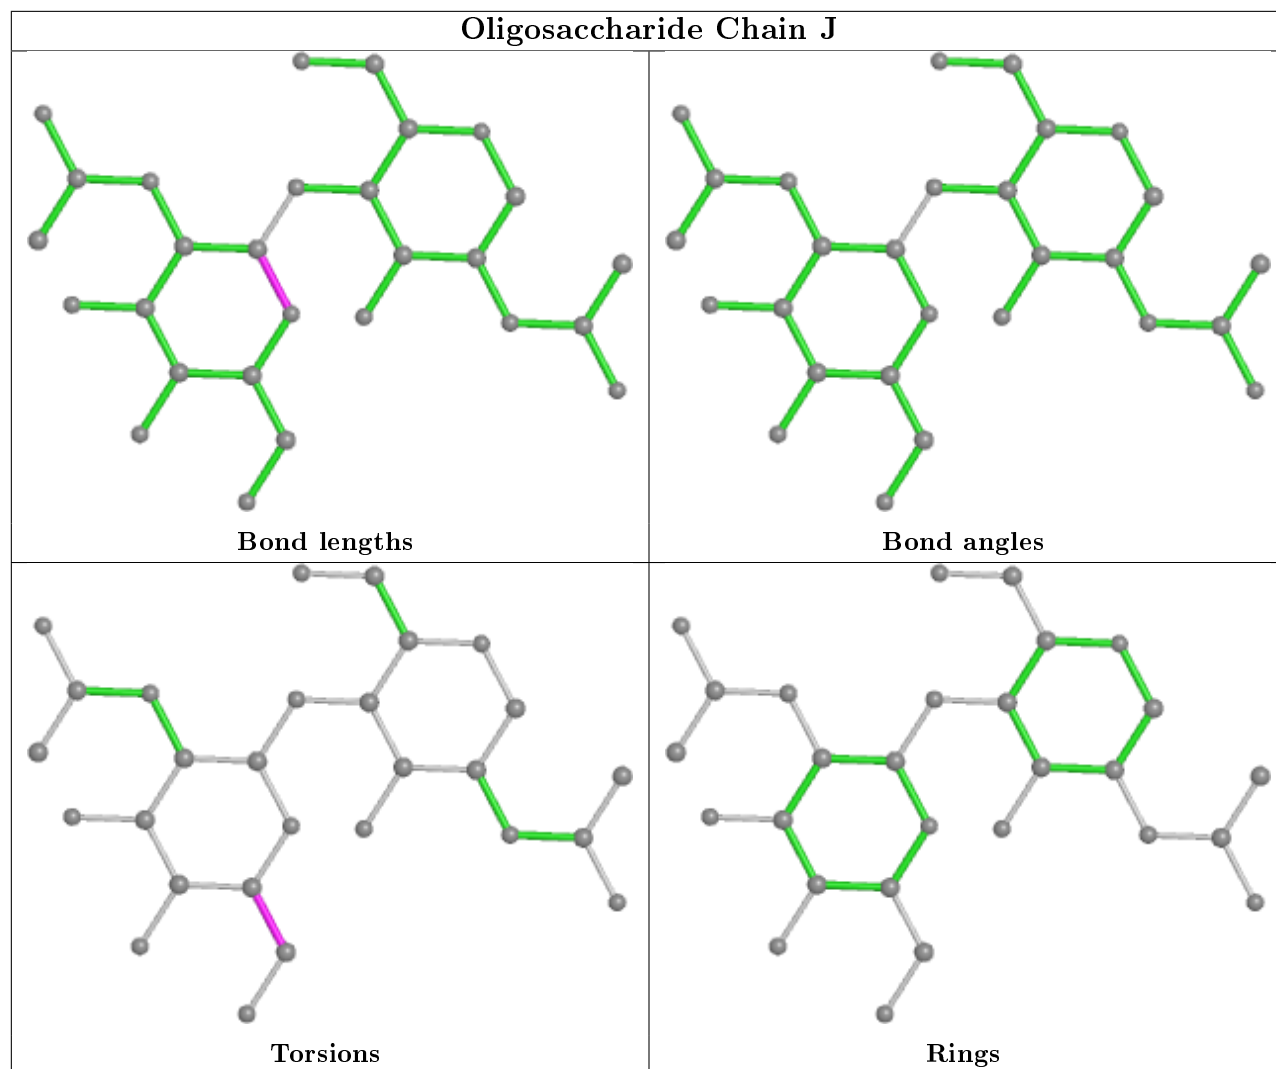 Oligosaccharide Chain J
Bond lengths
Bond angles
Torsions
Rings